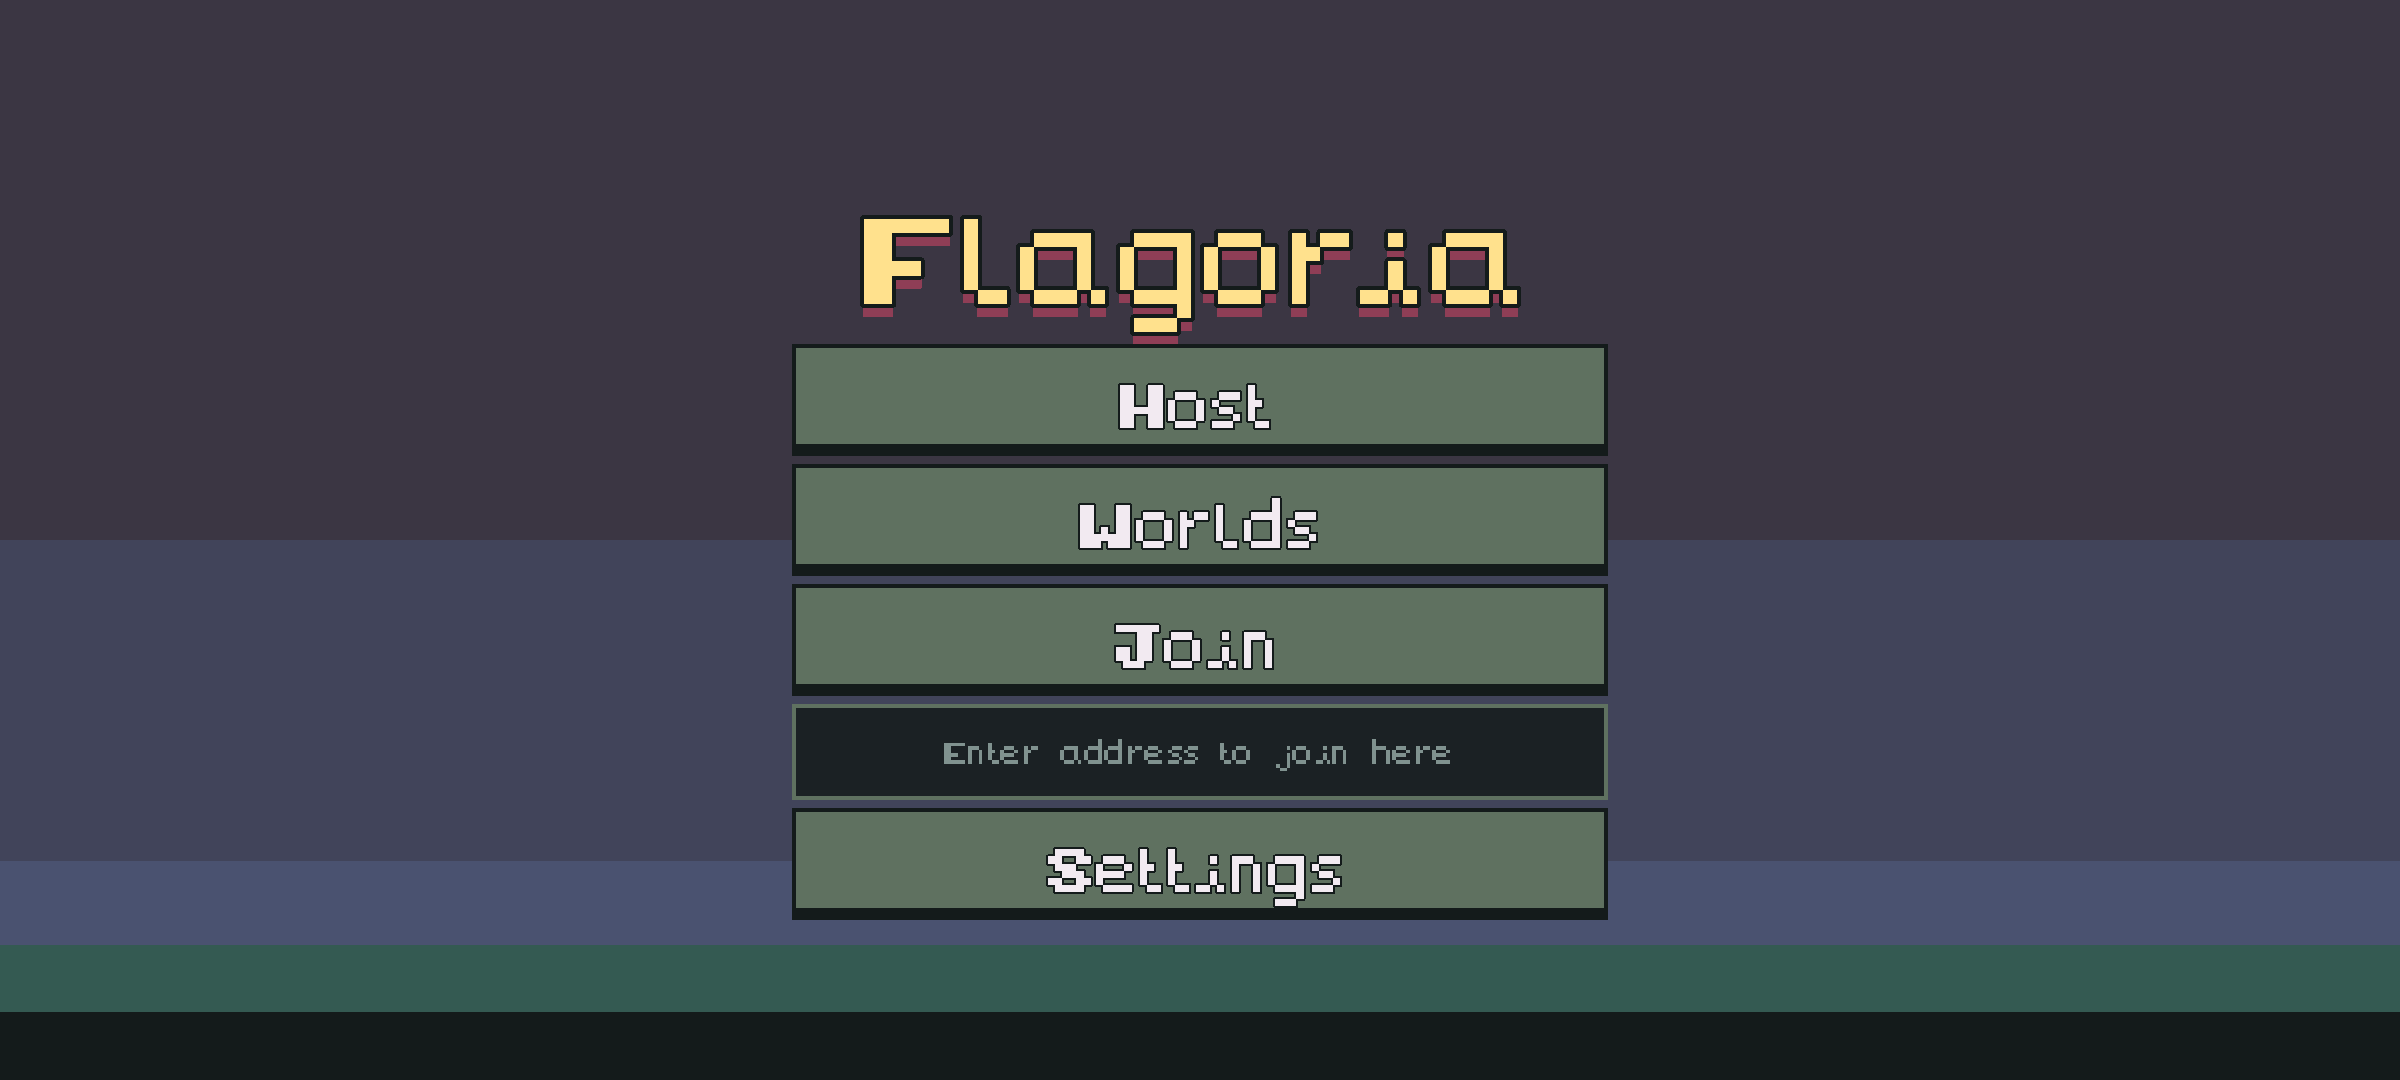 Flagoria
Host
Worlds
Join
Enter address to join here
Settings